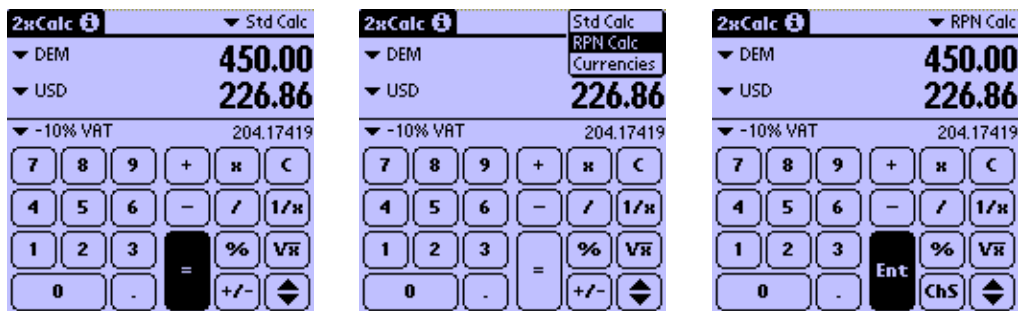 2xCalc i Std Calc
DEM 450.00
USD 226.86
-10% VAT 204.17419
7 8 9 + x C
4 5 6 - / 1/x
1 2 3 = % √x̅
0 . +/-
2xCalc i Std Calc
RPN Calc
Currencies
DEM
USD 226.86
-10% VAT 204.17419
7 8 9 + x C
4 5 6 - / 1/x
1 2 3 = % √x̅
0 . +/-
2xCalc i RPN Calc
DEM 450.00
USD 226.86
-10% VAT 204.17419
7 8 9 + x C
4 5 6 - / 1/x
1 2 3 Ent % √x̅
0 . ChS